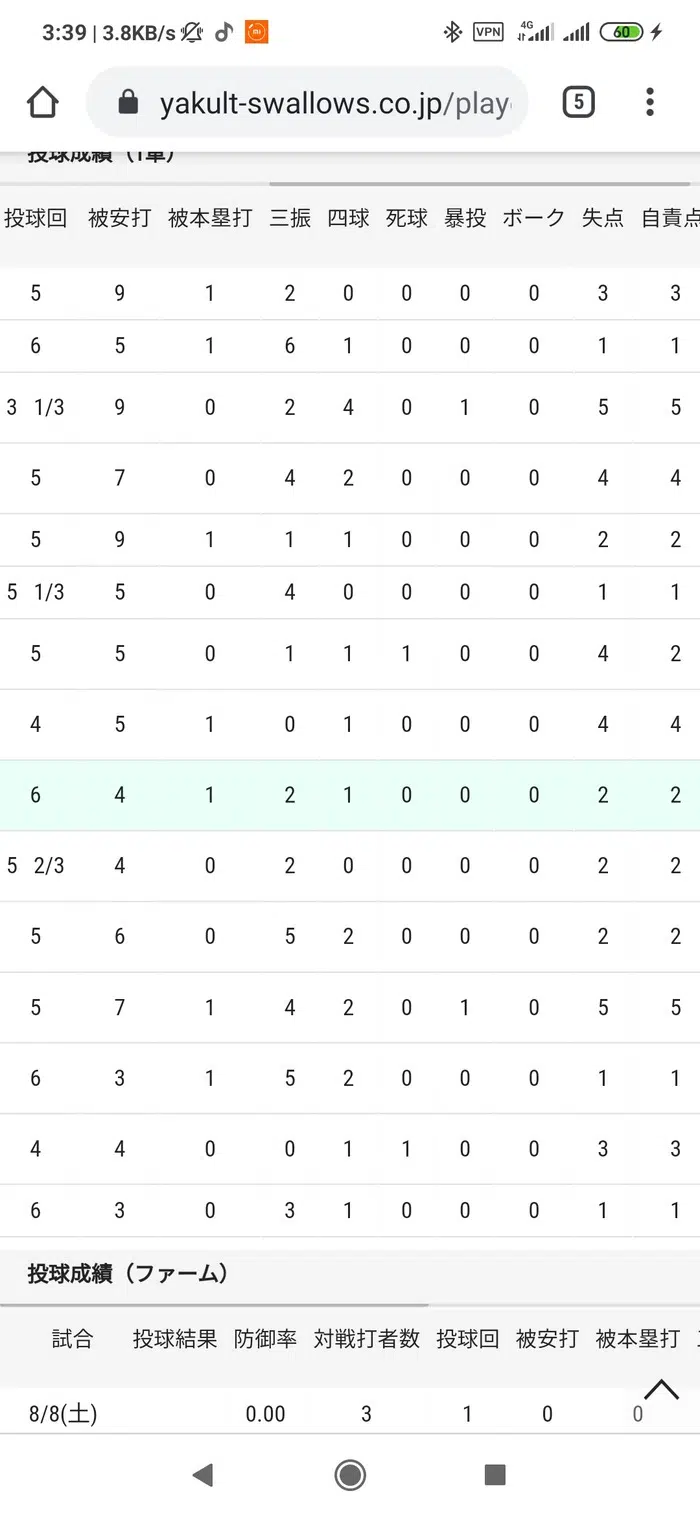 3:39 | 3.8KB/s VPN 4G 60
yakult-swallows.co.jp/play 5
投球成績（1軍）
投球回 被安打 被本塁打 三振 四球 死球 暴投 ボーク 失点 自責点
5 9 1 2 0 0 0 0 3 3
6 5 1 6 1 0 0 0 1 1
3 1/3 9 0 2 4 0 1 0 5 5
5 7 0 4 2 0 0 0 4 4
5 9 1 1 1 0 0 0 2 2
5 1/3 5 0 4 0 0 0 0 1 1
5 5 0 1 1 1 0 0 4 2
4 5 1 0 1 0 0 0 4 4
6 4 1 2 1 0 0 0 2 2
5 2/3 4 0 2 0 0 0 0 2 2
5 6 0 5 2 0 0 0 2 2
5 7 1 4 2 0 1 0 5 5
6 3 1 5 2 0 0 0 1 1
4 4 0 0 1 1 0 0 3 3
6 3 0 3 1 0 0 0 1 1
投球成績（ファーム）
試合 投球結果 防御率 対戦打者数 投球回 被安打 被本塁打
8/8(土) 0.00 3 1 0 0